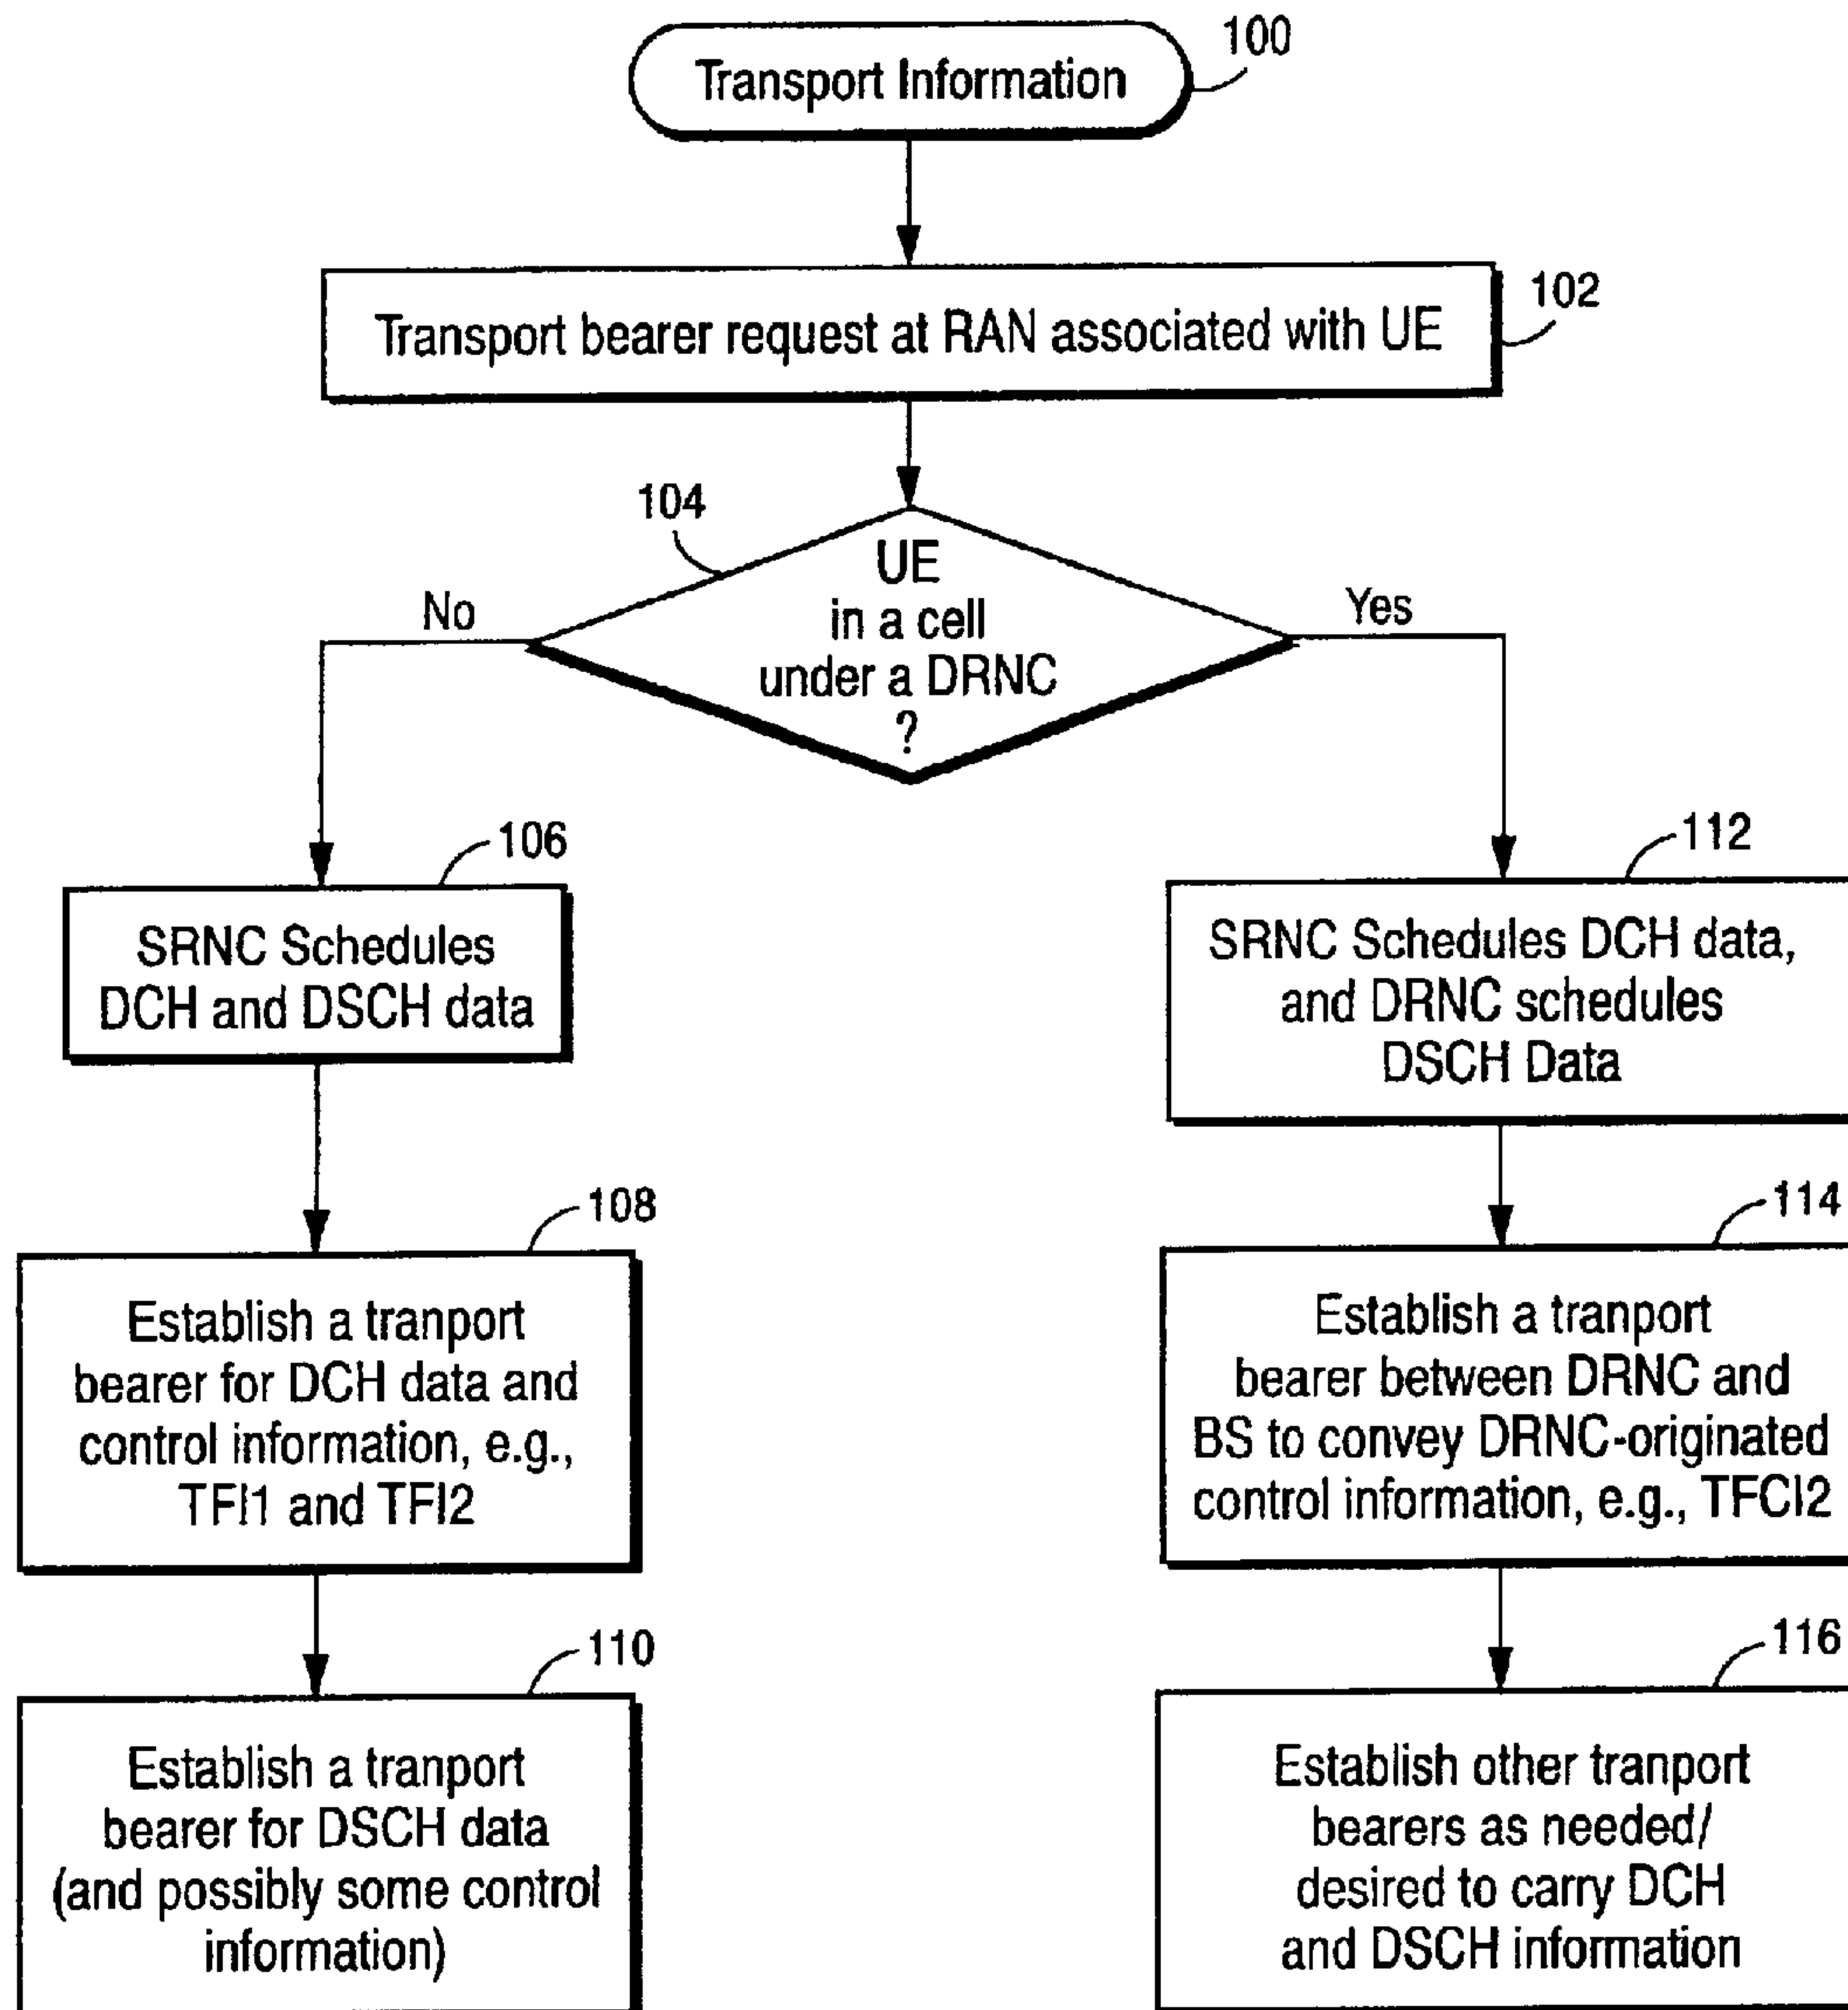 Transport Information
100
Transport bearer request at RAN associated with UE
102
104
UE
in a cell
under a DRNC
?
No
Yes
106
SRNC Schedules
DCH and DSCH data
112
SRNC Schedules DCH data,
and DRNC schedules
DSCH Data
108
Establish a tranport
bearer for DCH data and
control information, e.g.,
TFI1 and TFI2
114
Establish a tranport
bearer between DRNC and
BS to convey DRNC-originated
control information, e.g., TFCI2
110
Establish a tranport
bearer for DSCH data
(and possibly some control
information)
116
Establish other tranport
bearers as needed/
desired to carry DCH
and DSCH information